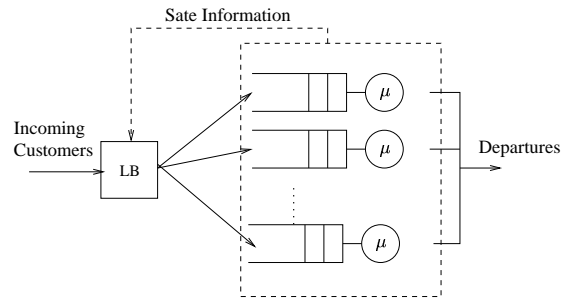 Sate Information
Incoming
Customers
LB
μ
μ
μ
Departures